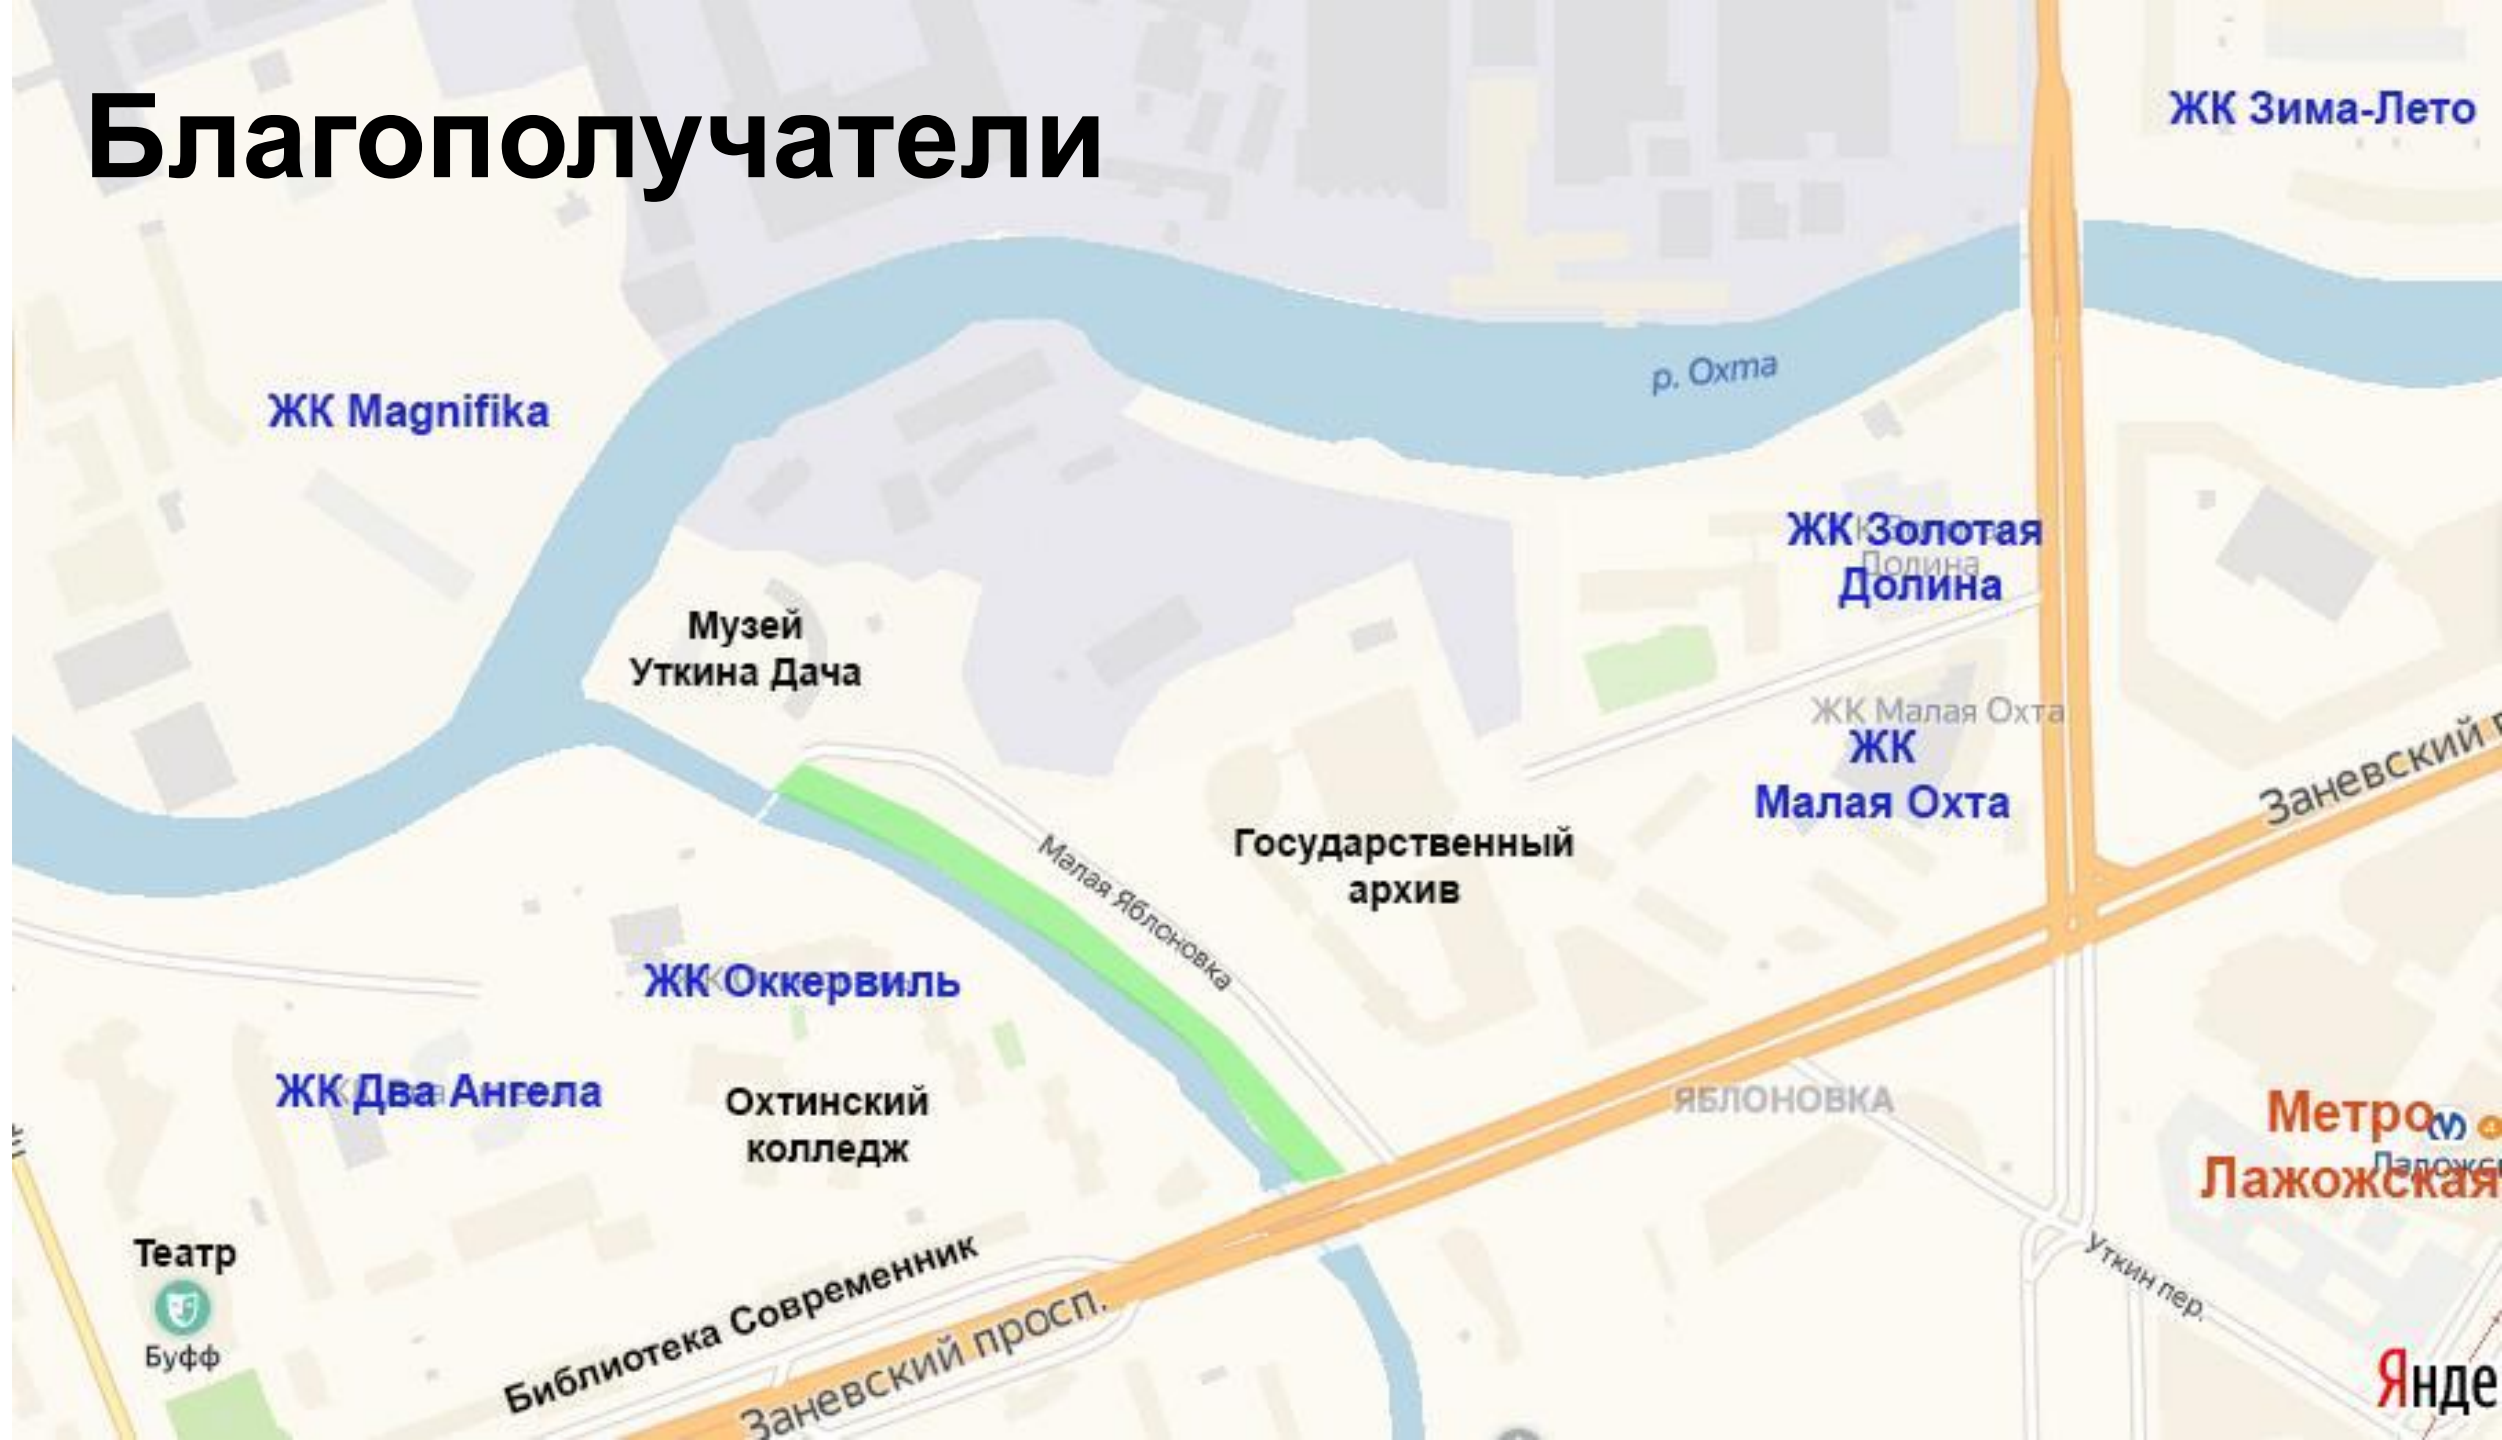 Благополучатели
ЖК Зима-Лето
р. Охта
ЖК Magnifika
ЖК Золотая
Долина
Долина
Музей
Уткина Дача
ЖК Малая Охта
ЖК
Малая Охта
Заневский
Государственный
архив
Малая Яблоновка
ЖК Оккервиль
ЖК Два Ангела
Охтинский
колледж
ЯБЛОНОВКА
Метро
Лажожская
Уткин пер.
Театр
Буфф
Библиотека Современник
Заневский просп.
Янде